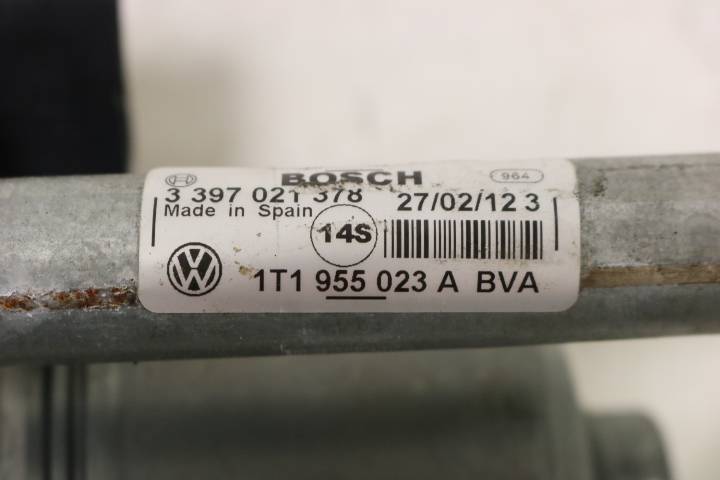 BOSCH 964
3 397 021 378 27/02/12 3
Made in Spain 14S
1T1 955 023 A BVA